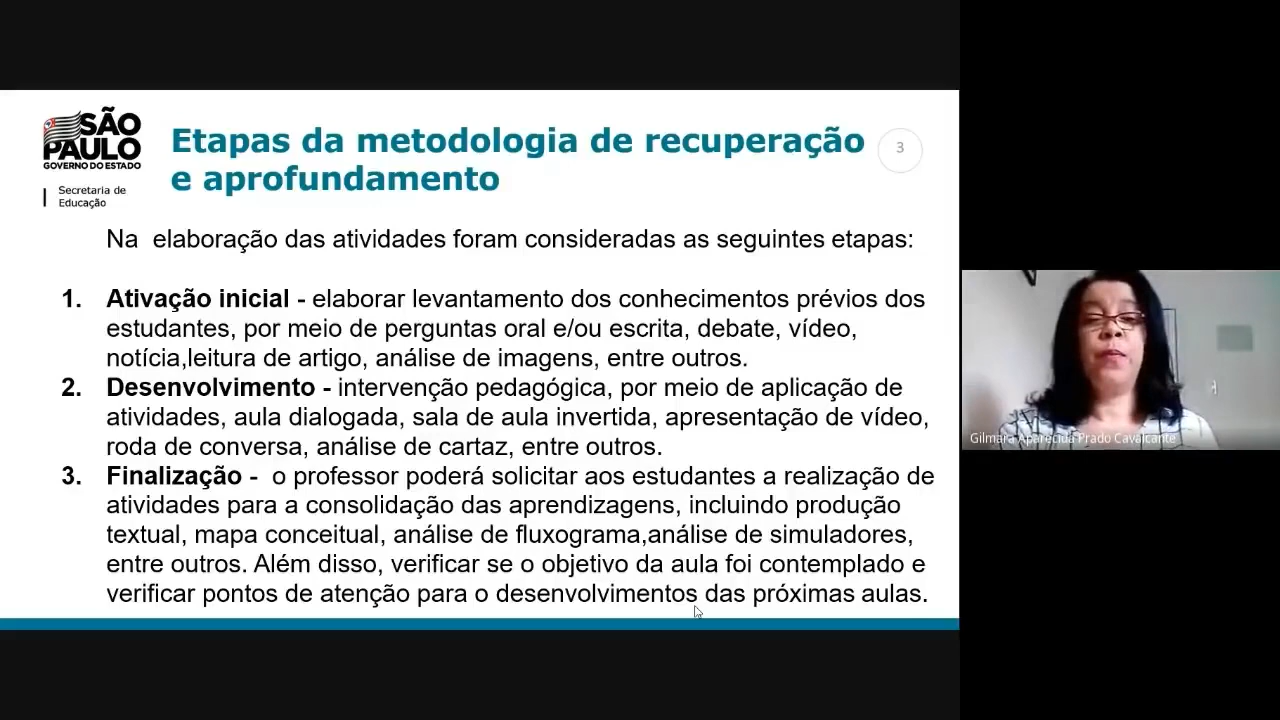 SÃO
PAULO
GOVERNO DO ESTADO
Secretaria de
Educação
Etapas da metodologia de recuperação
e aprofundamento
3
Na  elaboração das atividades foram consideradas as seguintes etapas:
1. Ativação inicial - elaborar levantamento dos conhecimentos prévios dos
estudantes, por meio de perguntas oral e/ou escrita, debate, vídeo,
notícia,leitura de artigo, análise de imagens, entre outros.
2. Desenvolvimento - intervenção pedagógica, por meio de aplicação de
atividades, aula dialogada, sala de aula invertida, apresentação de vídeo,
roda de conversa, análise de cartaz, entre outros.
3. Finalização -  o professor poderá solicitar aos estudantes a realização de
atividades para a consolidação das aprendizagens, incluindo produção
textual, mapa conceitual, análise de fluxograma,análise de simuladores,
entre outros. Além disso, verificar se o objetivo da aula foi contemplado e
verificar pontos de atenção para o desenvolvimentos das próximas aulas.
Gilmara Aparecida Prado Cavalcante